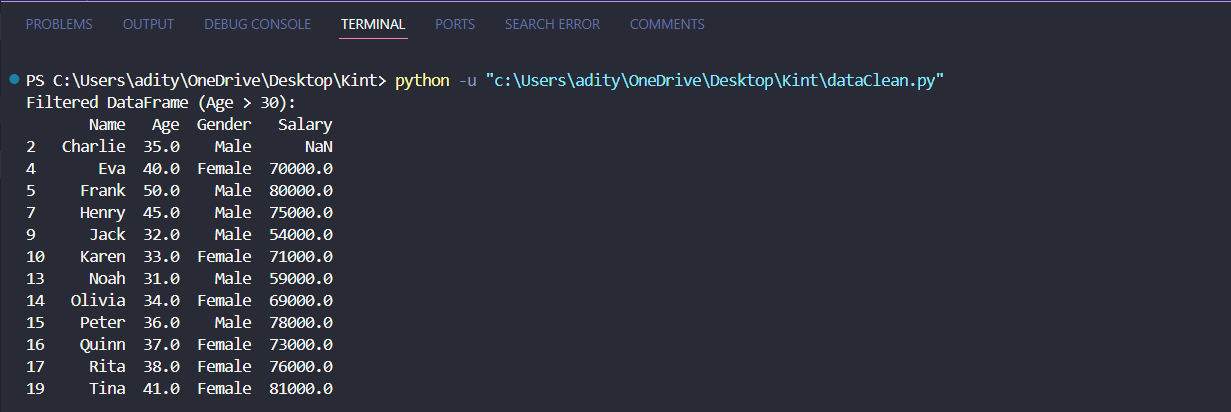 PROBLEMS OUTPUT DEBUG CONSOLE TERMINAL PORTS SEARCH ERROR COMMENTS
PS C:\Users\adity\OneDrive\Desktop\Kint> python -u "c:\Users\adity\OneDrive\Desktop\Kint\dataClean.py"
Filtered DataFrame (Age > 30):
       Name   Age  Gender   Salary
2   Charlie  35.0    Male      NaN
4       Eva  40.0  Female  70000.0
5     Frank  50.0    Male  80000.0
7     Henry  45.0    Male  75000.0
9      Jack  32.0    Male  54000.0
10    Karen  33.0  Female  71000.0
13     Noah  31.0    Male  59000.0
14   Olivia  34.0  Female  69000.0
15    Peter  36.0    Male  78000.0
16    Quinn  37.0  Female  73000.0
17     Rita  38.0  Female  76000.0
19     Tina  41.0  Female  81000.0